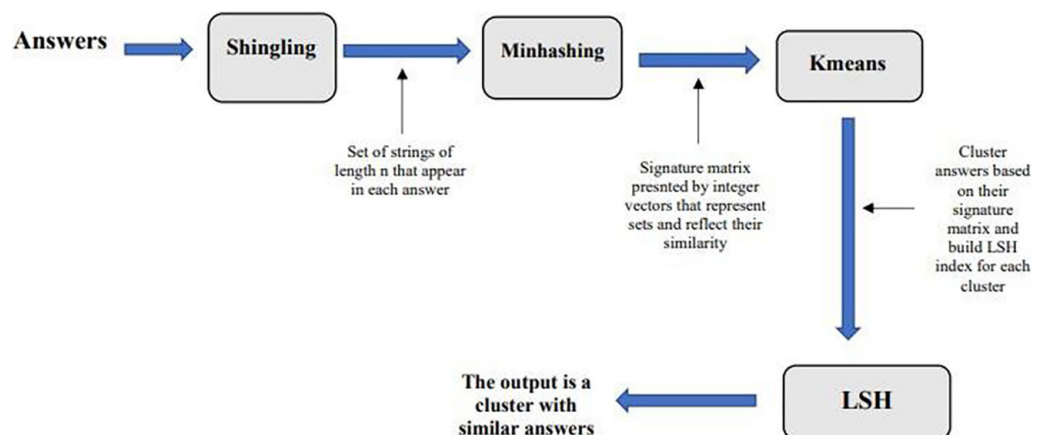 Answers
Shingling
Minhashing
Kmeans
Set of strings of
length n that appear
in each answer
Signature matrix
presnted by integer
vectors that represent
sets and reflect their
similarity
Cluster
answers based
on their
signature
matrix and
build LSH
index for each
cluster
LSH
The output is a
cluster with
similar answers